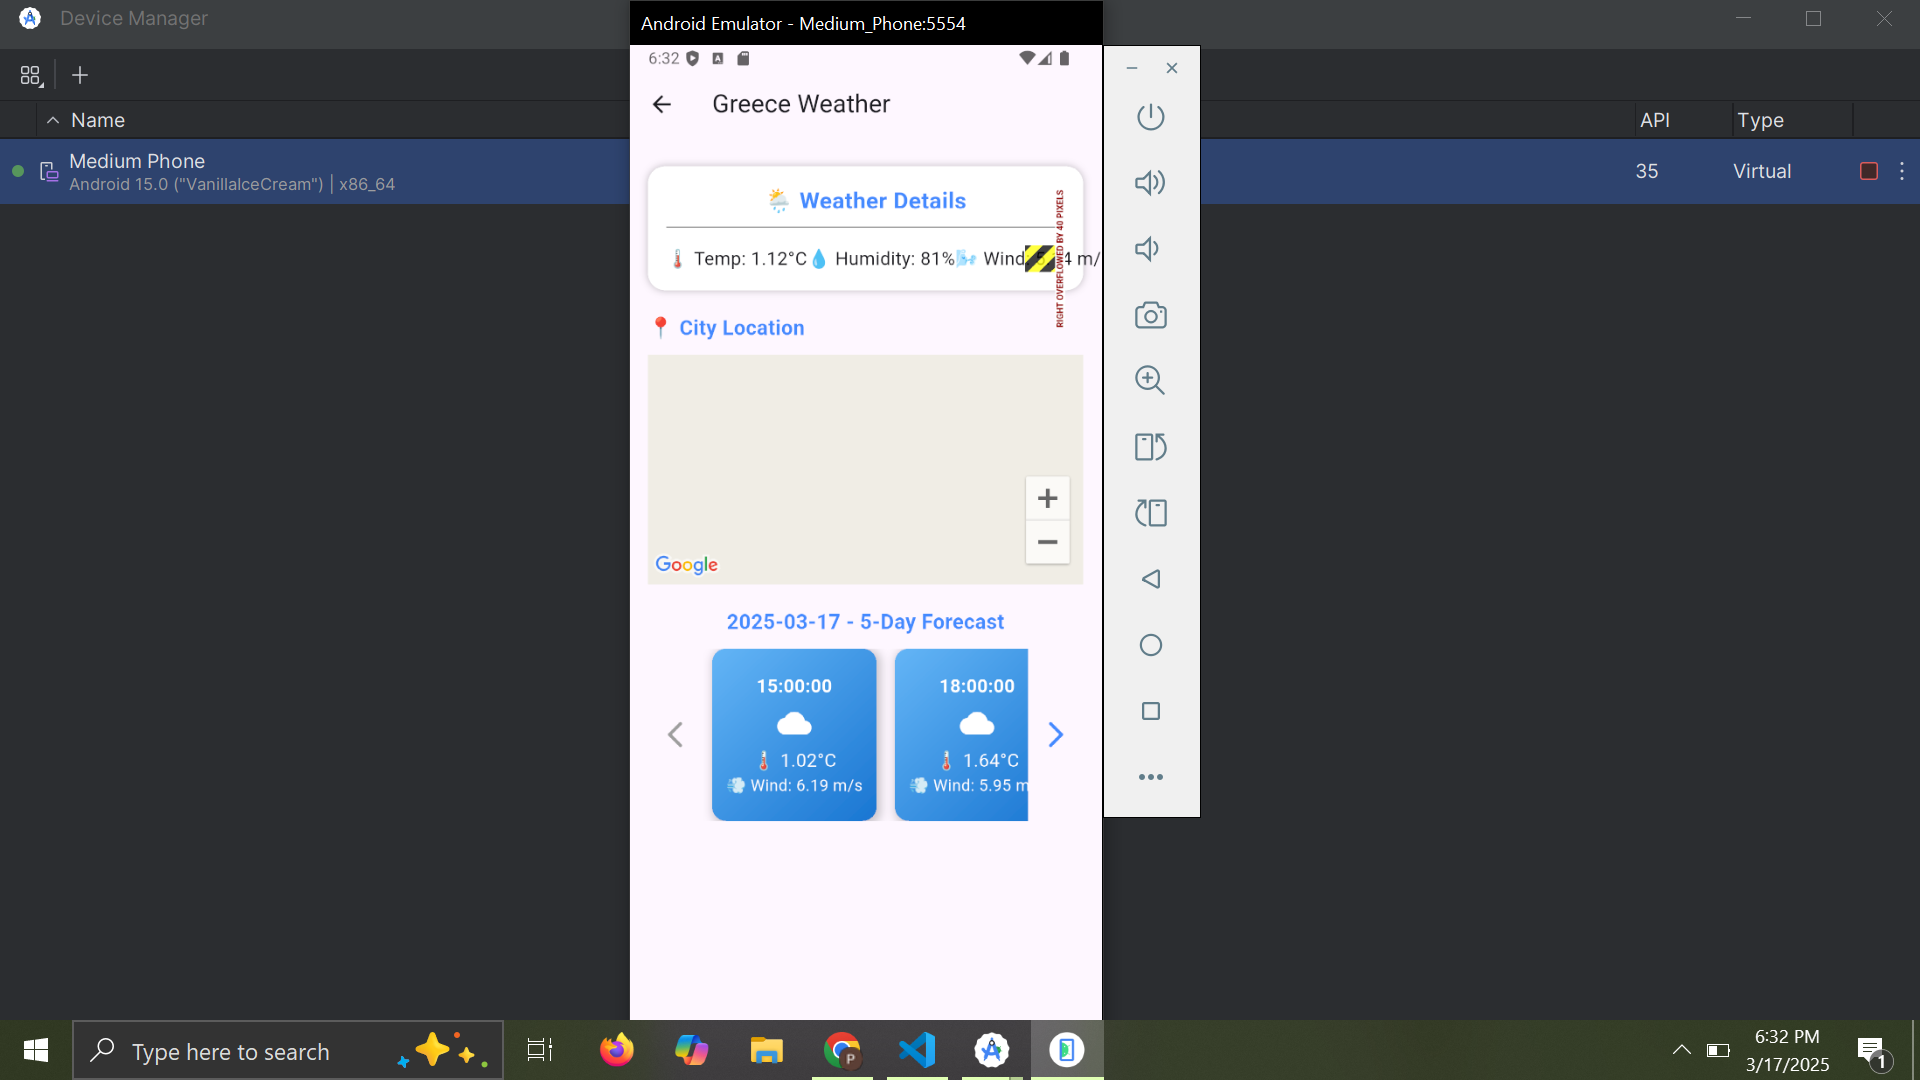 Device Manager
Android Emulator - Medium_Phone:5554
6:32
Greece Weather
Name
API
Type
Medium Phone
Android 15.0 ("VanillaIceCream") | x86_64
35
Virtual
Weather Details
Temp: 1.12°C Humidity: 81% Wind 4 m/
RIGHT OVERFLOWED BY 40 PIXELS
City Location
Google
2025-03-17 - 5-Day Forecast
15:00:00
18:00:00
1.02°C
1.64°C
Wind: 6.19 m/s
Wind: 5.95 m
Type here to search
P
6:32 PM
3/17/2025
1